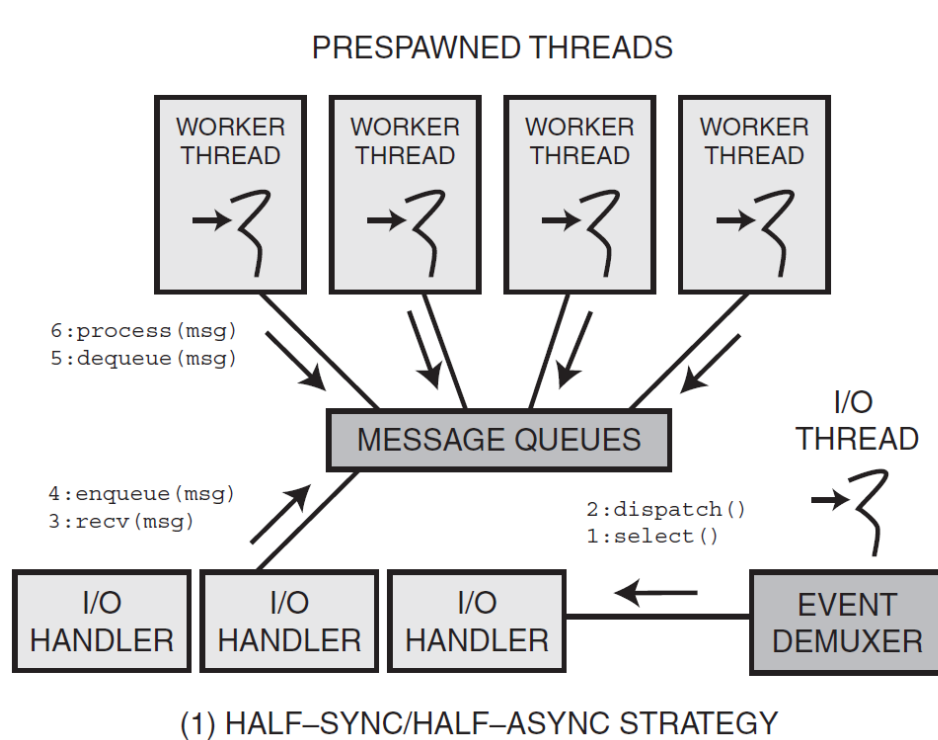 PRESPAWNED THREADS
WORKER
THREAD
WORKER
THREAD
WORKER
THREAD
WORKER
THREAD
6:process(msg)
5:dequeue(msg)
MESSAGE QUEUES
I/O
THREAD
4:enqueue(msg)
3:recv(msg)
2:dispatch()
1:select()
I/O
HANDLER
I/O
HANDLER
I/O
HANDLER
EVENT
DEMUXER
(1) HALF–SYNC/HALF–ASYNC STRATEGY